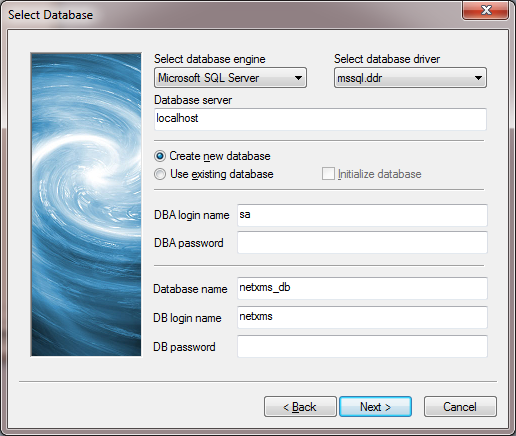 Select Database
Select database engine
Select database driver
Microsoft SQL Server
mssql.ddr
Database server
localhost
Create new database
Use existing database
Initialize database
DBA login name
sa
DBA password
Database name
netxms_db
DB login name
netxms
DB password
< Back
Next >
Cancel